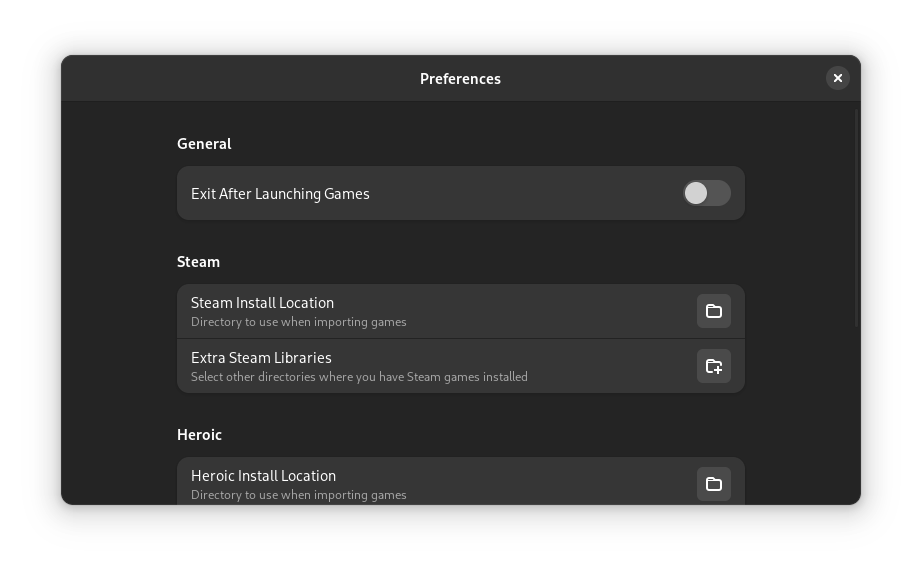 Preferences
General
Exit After Launching Games
Steam
Steam Install Location
Directory to use when importing games
Extra Steam Libraries
Select other directories where you have Steam games installed
Heroic
Heroic Install Location
Directory to use when importing games